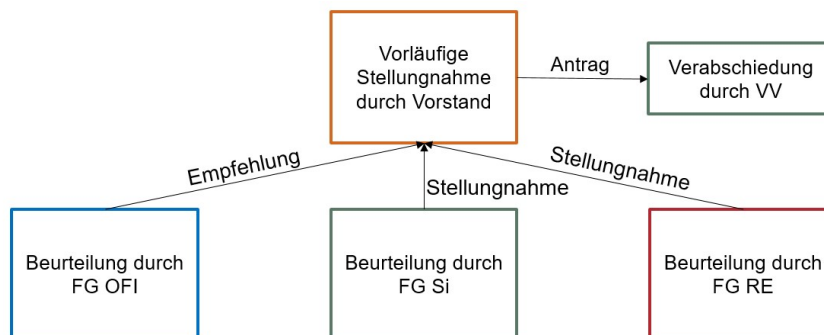 Vorläufige
Stellungnahme
durch Vorstand
Antrag
Verabschiedung
durch VV
Empfehlung
Stellungnahme
Stellungnahme
Beurteilung durch
FG OFI
Beurteilung durch
FG Si
Beurteilung durch
FG RE